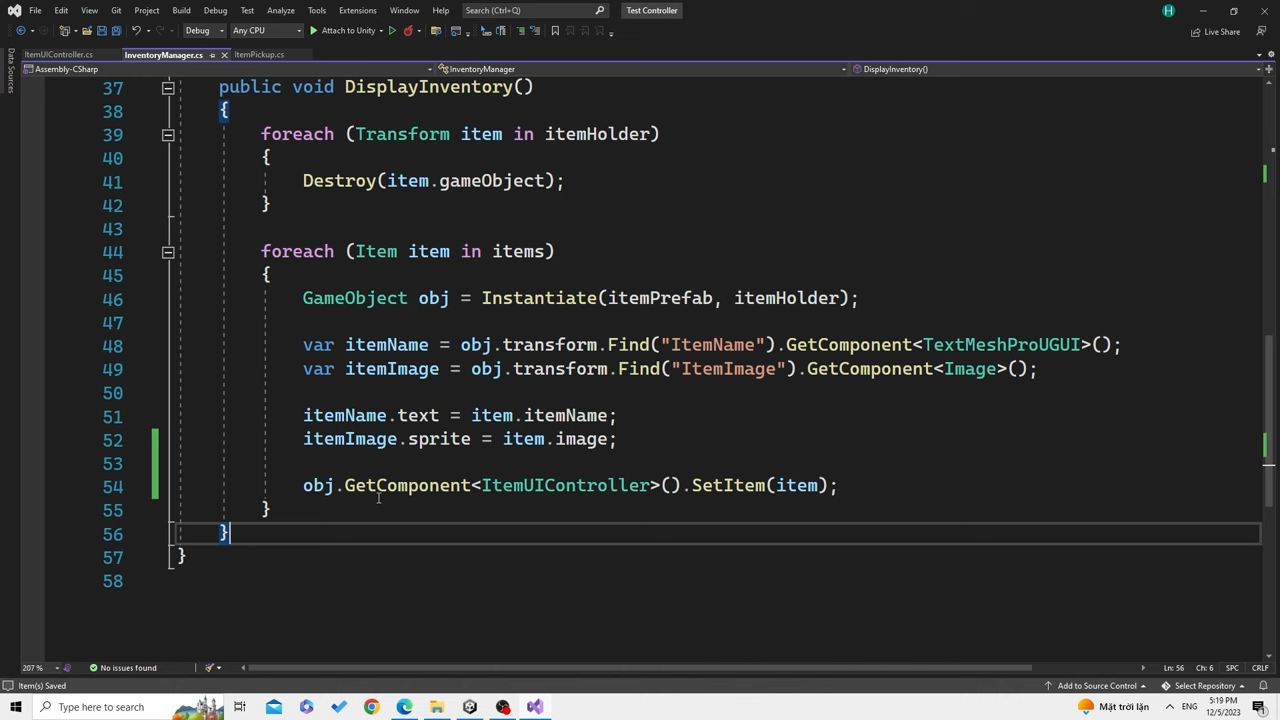 File Edit View Git Project Build Debug Test Analyze Tools Extensions Window Help Search (Ctrl+Q) Test Controller H
Debug Any CPU Attach to Unity Live Share
Data Sources
ItemUIController.cs InventoryManager.cs ItemPickup.cs
Assembly-CSharp InventoryManager DisplayInventory()
37 public void DisplayInventory()
38 {
39 foreach (Transform item in itemHolder)
40 {
41 Destroy(item.gameObject);
42 }
43
44 foreach (Item item in items)
45 {
46 GameObject obj = Instantiate(itemPrefab, itemHolder);
47
48 var itemName = obj.transform.Find("ItemName").GetComponent<TextMeshProUGUI>();
49 var itemImage = obj.transform.Find("ItemImage").GetComponent<Image>();
50
51 itemName.text = item.itemName;
52 itemImage.sprite = item.image;
53
54 obj.GetComponent<ItemUIController>().SetItem(item);
55 }
56 }
57 }
58
207 % No issues found Ln: 56 Ch: 6 SPC CRLF
Item(s) Saved Add to Source Control Select Repository
Type here to search Mặt trời lặn 5:19 PM
12/5/2023